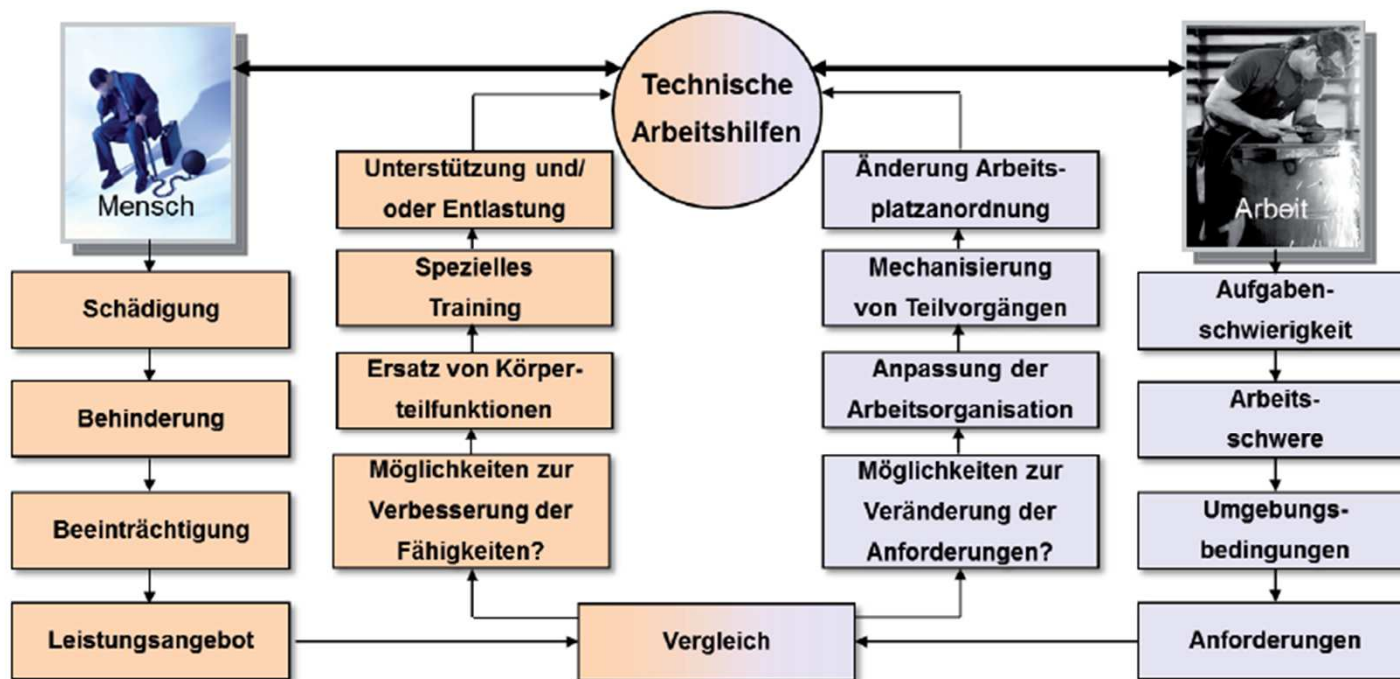 Mensch
Schädigung
Behinderung
Beeinträchtigung
Leistungsangebot
Unterstützung und/
oder Entlastung
Spezielles
Training
Ersatz von Körper-
teilfunktionen
Möglichkeiten zur
Verbesserung der
Fähigkeiten?
Technische
Arbeitshilfen
Vergleich
Änderung Arbeits-
platzanordnung
Mechanisierung
von Teilvorgängen
Anpassung der
Arbeitsorganisation
Möglichkeiten zur
Veränderung der
Anforderungen?
Arbeit
Aufgaben-
schwierigkeit
Arbeits-
schwere
Umgebungs-
bedingungen
Anforderungen